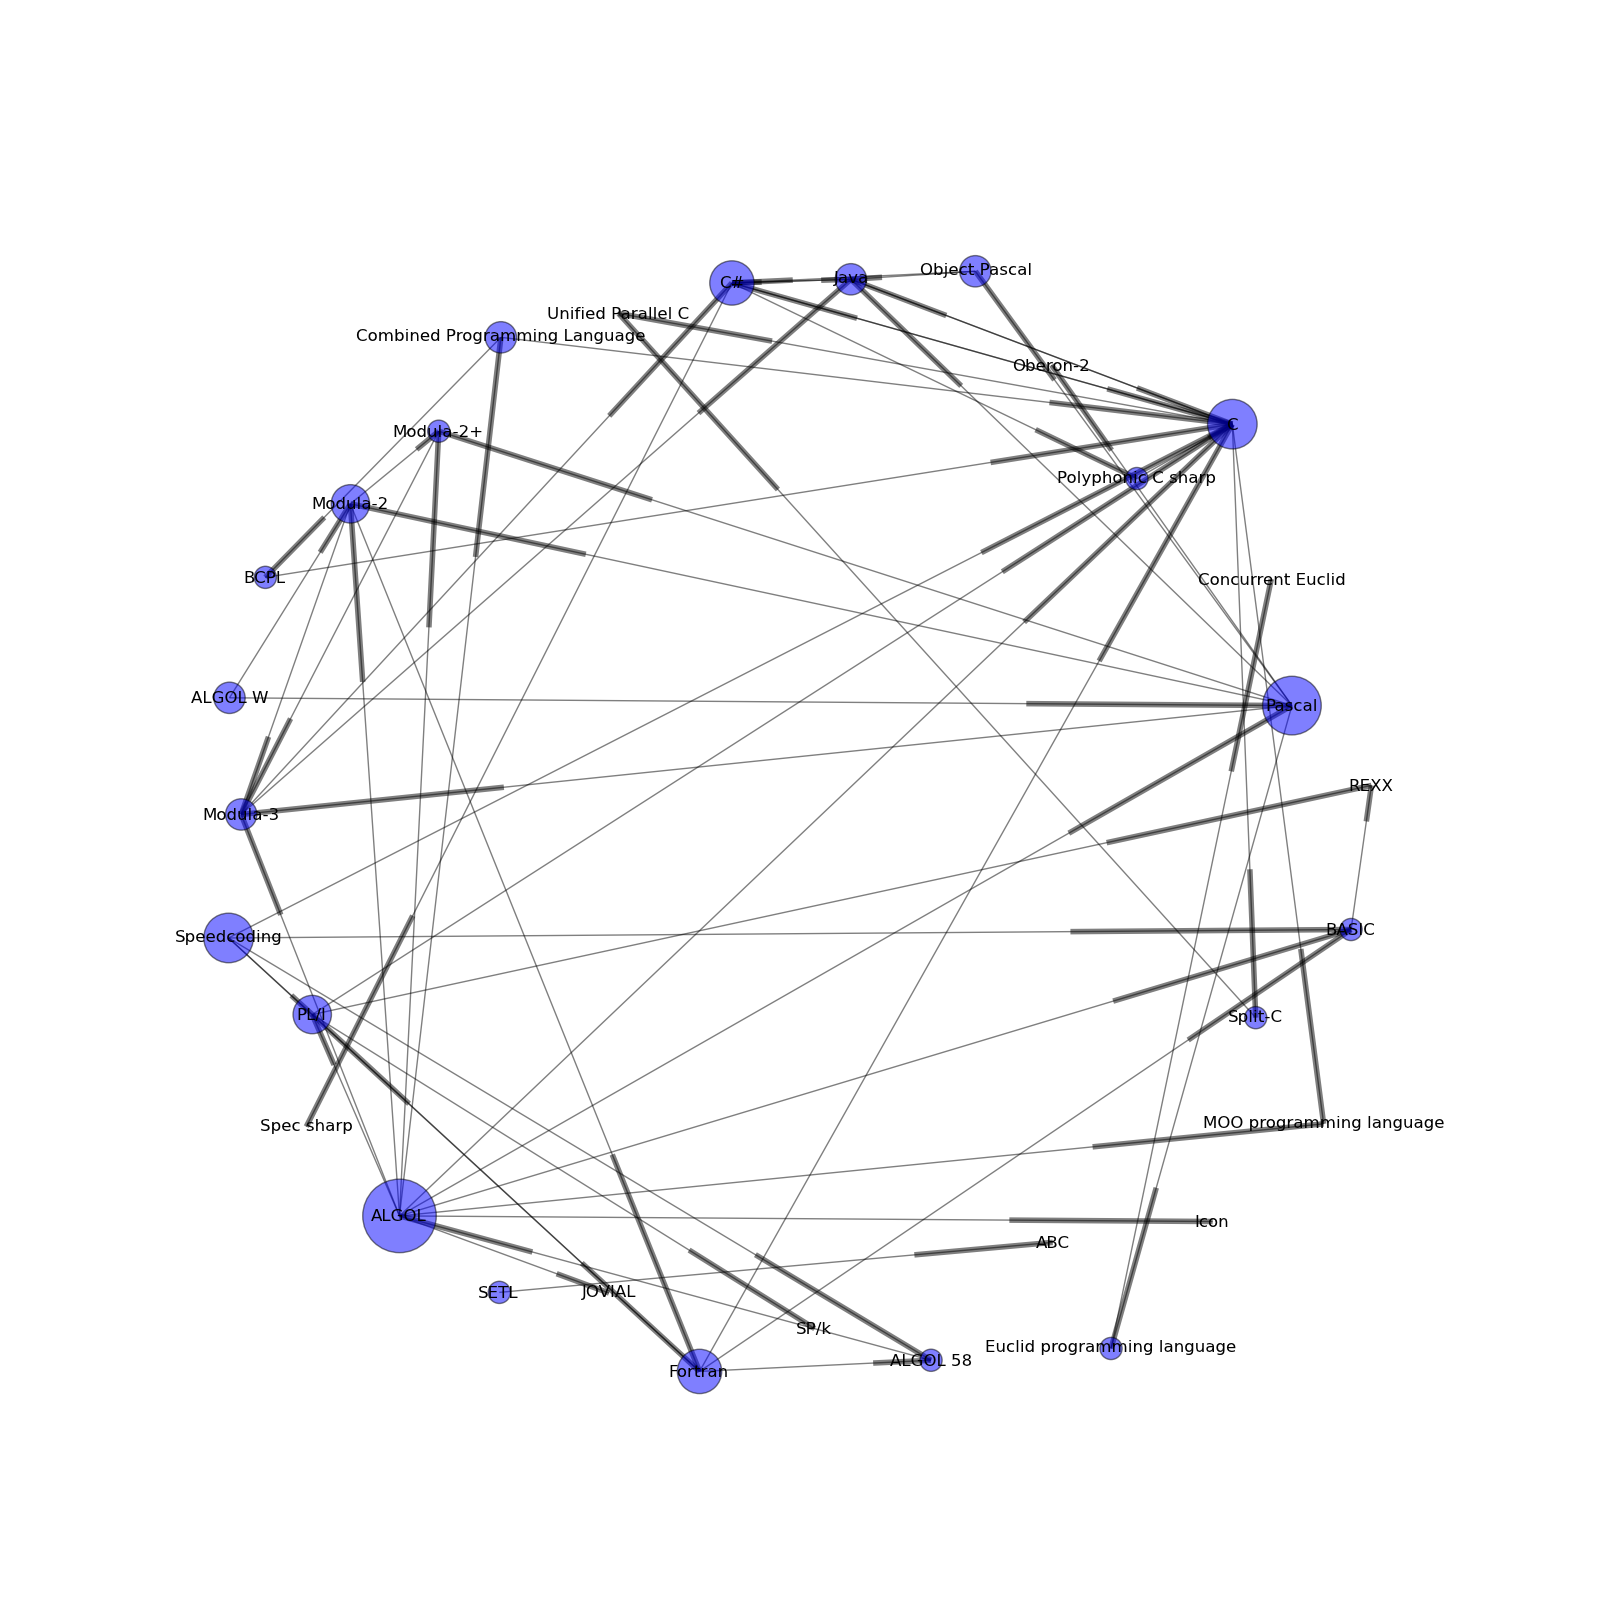 Object Pascal
Java
C#
Unified Parallel C
Combined Programming Language
Oberon-2
C
Modula-2+
Polyphonic C sharp
Modula-2
BCPL
Concurrent Euclid
ALGOL W
Pascal
REXX
Modula-3
BASIC
Speedcoding
PL/I
Split-C
MOO programming language
Spec sharp
ALGOL
Icon
ABC
SETL
JOVIAL
SP/k
Euclid programming language
ALGOL 58
Fortran